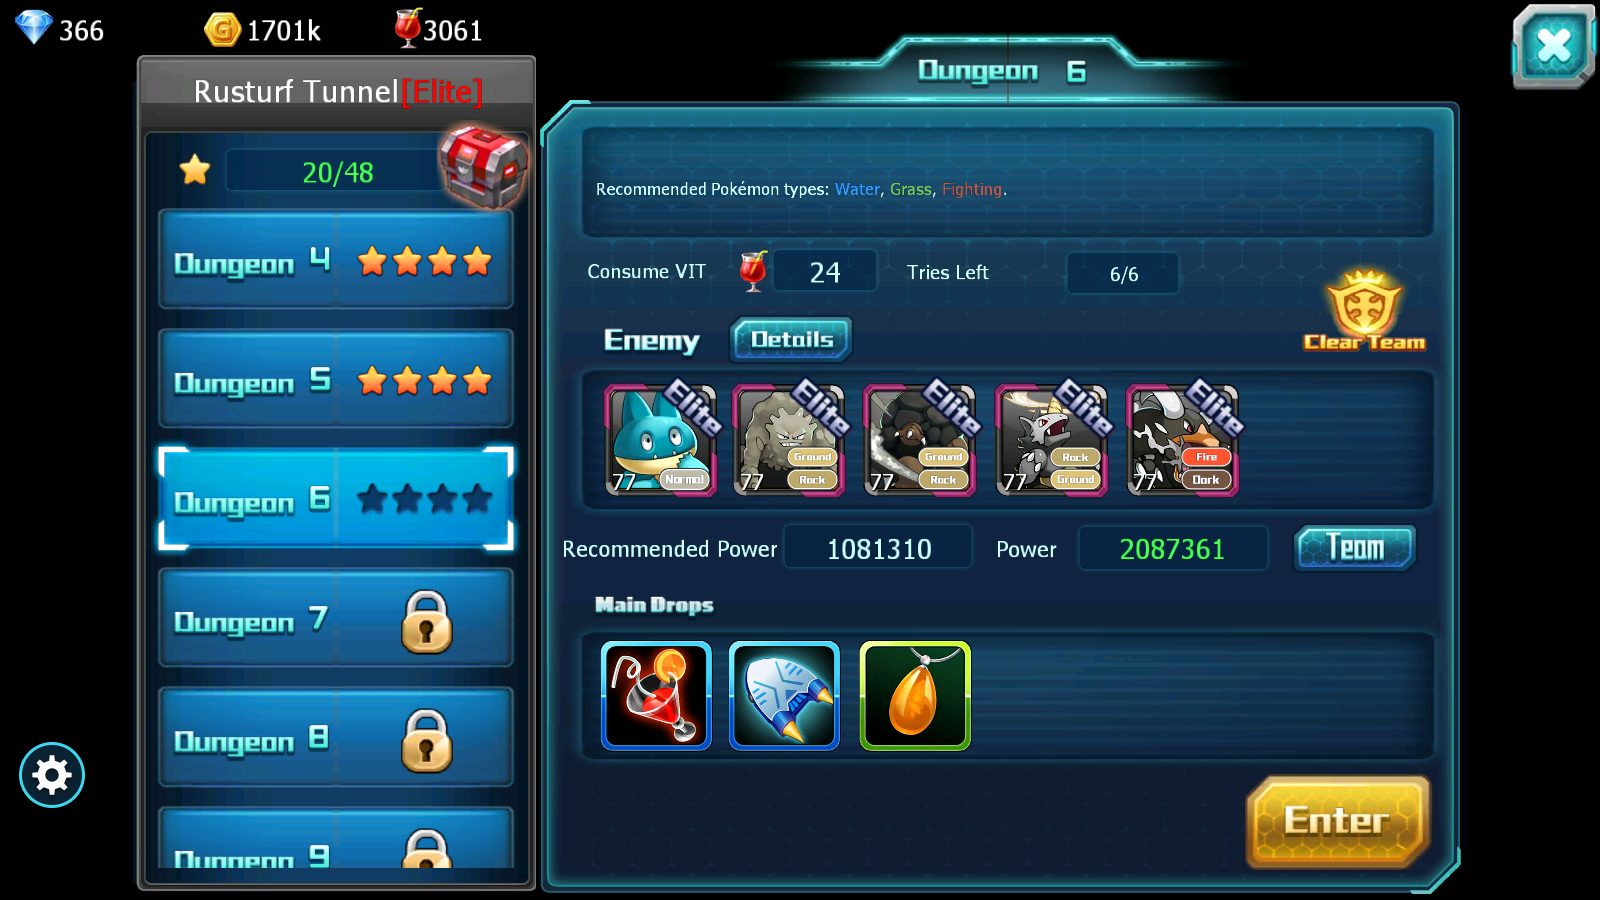 366
1701k
3061
Rusturf Tunnel[Elite]
20/48
Dungeon 4
Dungeon 5
Dungeon 6
Dungeon 7
Dungeon 8
Dungeon 9
Dungeon 6
Recommended Pokémon types: Water, Grass, Fighting.
Consume VIT 24 Tries Left 6/6
Clear Team
Enemy Details
Elite 77 Normal
Elite 77 Ground Rock
Elite 77 Ground Rock
Elite 77 Rock Ground
Elite 77 Fire Dark
Recommended Power 1081310 Power 2087361 Team
Main Drops
Enter